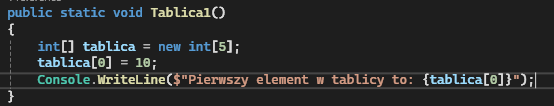 public static void Tablica1()
{
int[] tablica = new int[5];
tablica[0] = 10;
Console.WriteLine($"Pierwszy element w tablicy to: {tablica[0]}");
}